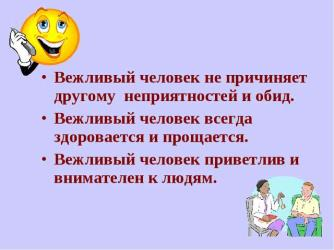 • Вежливый человек не причиняет
другому  неприятностей и обид.
• Вежливый человек всегда
здоровается и прощается.
• Вежливый человек приветлив и
внимателен к людям.